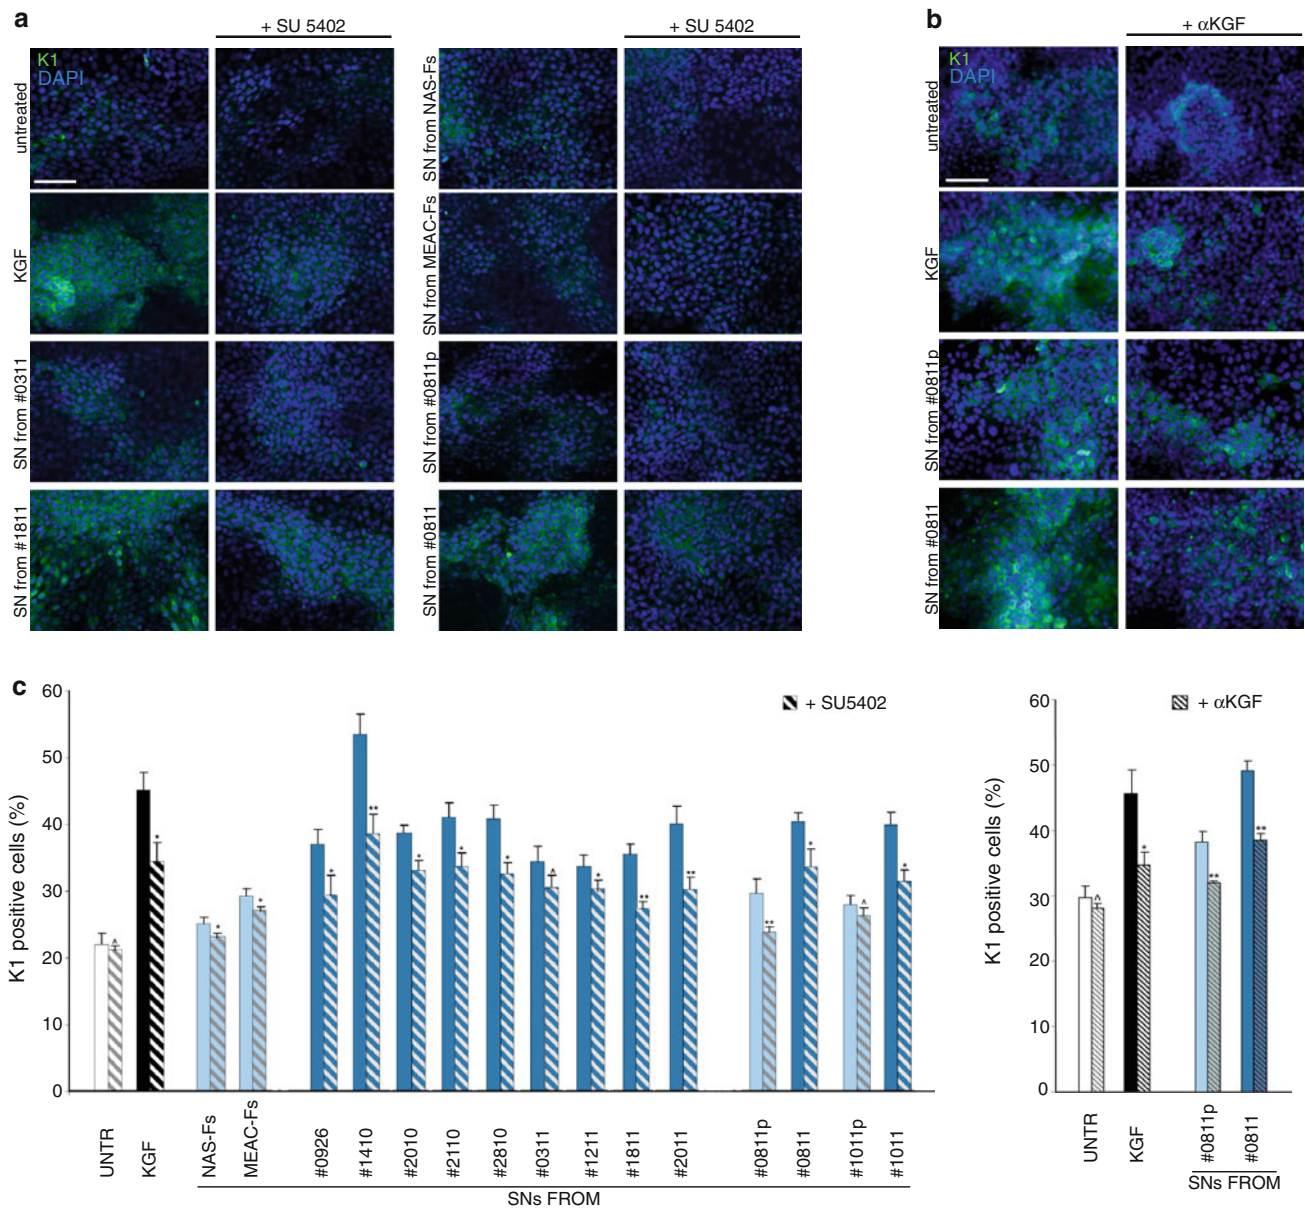 a
+ SU 5402
+ SU 5402
K1
DAPI
untreated
KGF
SN from #0311
SN from #1811
SN from NAS-Fs
SN from MEAC-Fs
SN from #0811p
SN from #0811
b
+ αKGF
K1
DAPI
untreated
KGF
SN from #0811p
SN from #0811
c
K1 positive cells (%)
60
50
40
30
20
10
0
+ SU5402
^
*
*
*
*
**
*
*
*
^
*
**
**
**
*
^
*
UNTR
KGF
NAS-Fs
MEAC-Fs
#0926
#1410
#2010
#2110
#2810
#0311
#1211
#1811
#2011
#0811p
#0811
#1011p
#1011
SNs FROM
K1 positive cells (%)
60
50
40
30
20
10
0
+ αKGF
^
*
**
**
UNTR
KGF
#0811p
#0811
SNs FROM